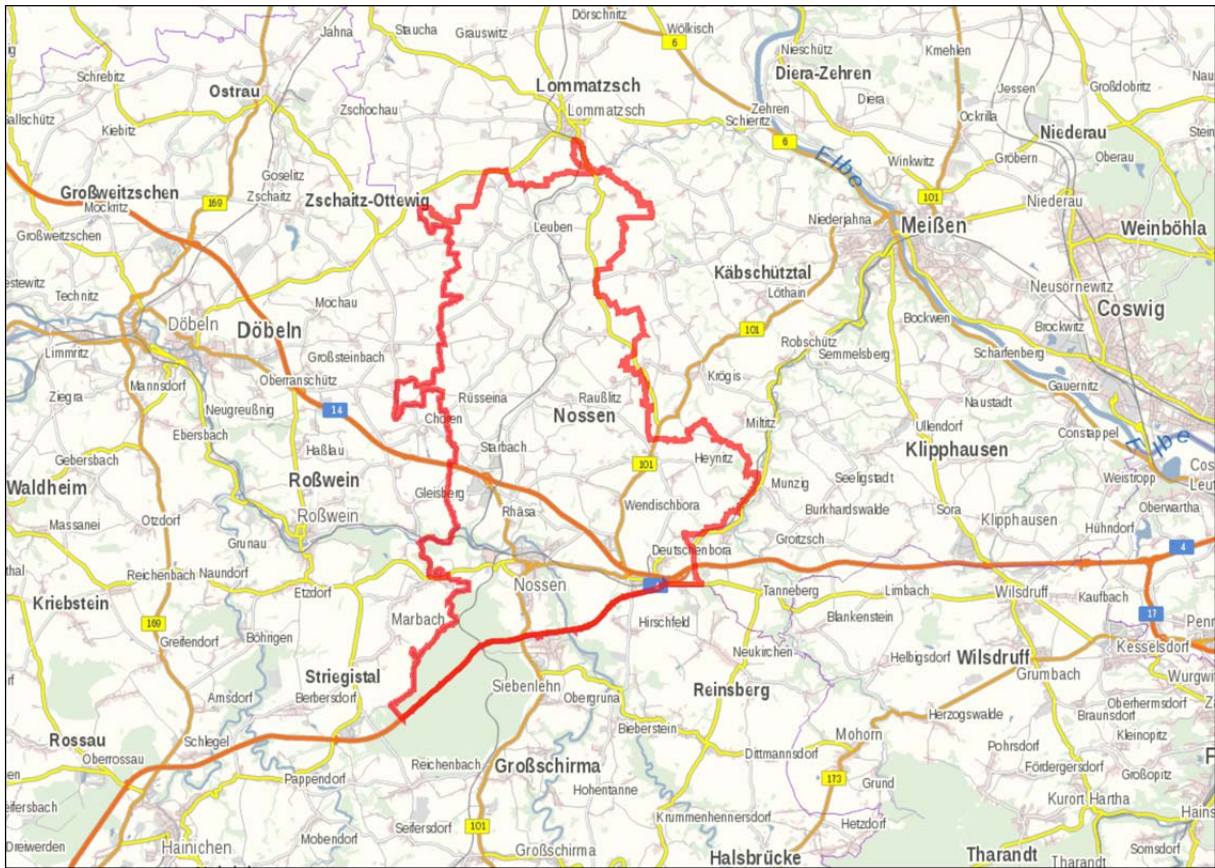 Jahna
Staucha
Grauswitz
Dörschnitz
Wölkisch
6
Nieschütz
Kmehlen
Schrebitz
Ostrau
Lommatzsch
Lommatzsch
Diera-Zehren
Diera
Jessen
Großdobritz
Zschochau
Zehren
Schieritz
Ockrilla
Kiebitz
6
Niederau
Oberau
Elbe
Winkwitz
Gröbern
Goselitz
Zschaitz
Großweitzschen
Mockritz
169
Zschaitz-Ottewig
101
Niederau
Großweitzschen
Leuben
Niederjahna
Meißen
Weinböhla
Käbschütztal
Löthain
Neusörnewitz
Technitz
Mochau
Coswig
Döbeln
Döbeln
Bockwen
Brockwitz
101
Robschütz
Limmritz
Großsteinbach
Semmelsberg
Scharfenberg
Mannsdorf
Oberranschütz
Krögis
Gauernitz
Ziegra
Rüsseina
Raußlitz
Naustadt
Neugreußnig
14
Choren
Nossen
Miltitz
Ullendorf
Constappel
Ebersbach
Haßlau
Starbach
Klipphausen
Elbe
Gebersbach
101
Heynitz
Weistropp
Roßwein
Gleisberg
Munzig
Seeligstadt
Waldheim
Wendischbora
Oberwartha
Massanei
Otzdorf
Roßwein
Rhäsa
Burkhardswalde
Sora
Klipphausen
Hühndorf
Grunau
Deutschenbora
Groitzsch
4
Reichenbach
Naundorf
Etzdorf
Nossen
Tanneberg
Limbach
Wilsdruff
Kaufbach
Kriebstein
Marbach
Hirschfeld
Blankenstein
17
169
Greifendorf
Böhrigen
Neukirchen
Helbigsdorf
Wilsdruff
Kesselsdorf
Striegistal
Berbersdorf
Siebenlehn
Obergruna
Reinsberg
Grumbach
Wurgwitz
Arnsdorf
Herzogswalde
Oberhermsdorf
Bieberstein
Braunsdorf
Rossau
Schlegel
Mohorn
Kleinopitz
Oberrossau
Reichenbach
Großschirma
Dittmannsdorf
Pohrsdorf
Pappendorf
173
Grund
Fördergersdorf
Großopitz
Hohentanne
Kurort Hartha
Seifersdorf
101
Krummenhennersdorf
Hetzdorf
Mobendorf
Hainichen
Großschirma
Halsbrücke
Tharandt
Tharandt
Somsdorf